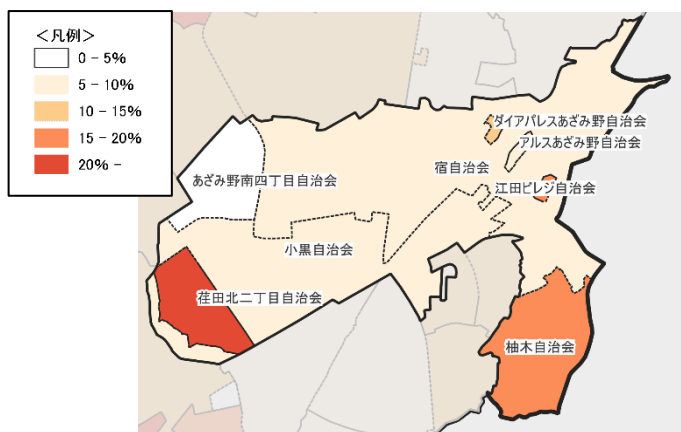 <凡例>
0 - 5%
5 - 10%
10 - 15%
15 - 20%
20% -
ダイアパレスあざみ野自治会
アルスあざみ野自治会
宿自治会
あざみ野南四丁目自治会
江田ビレジ自治会
小黒自治会
荏田北二丁目自治会
柚木自治会